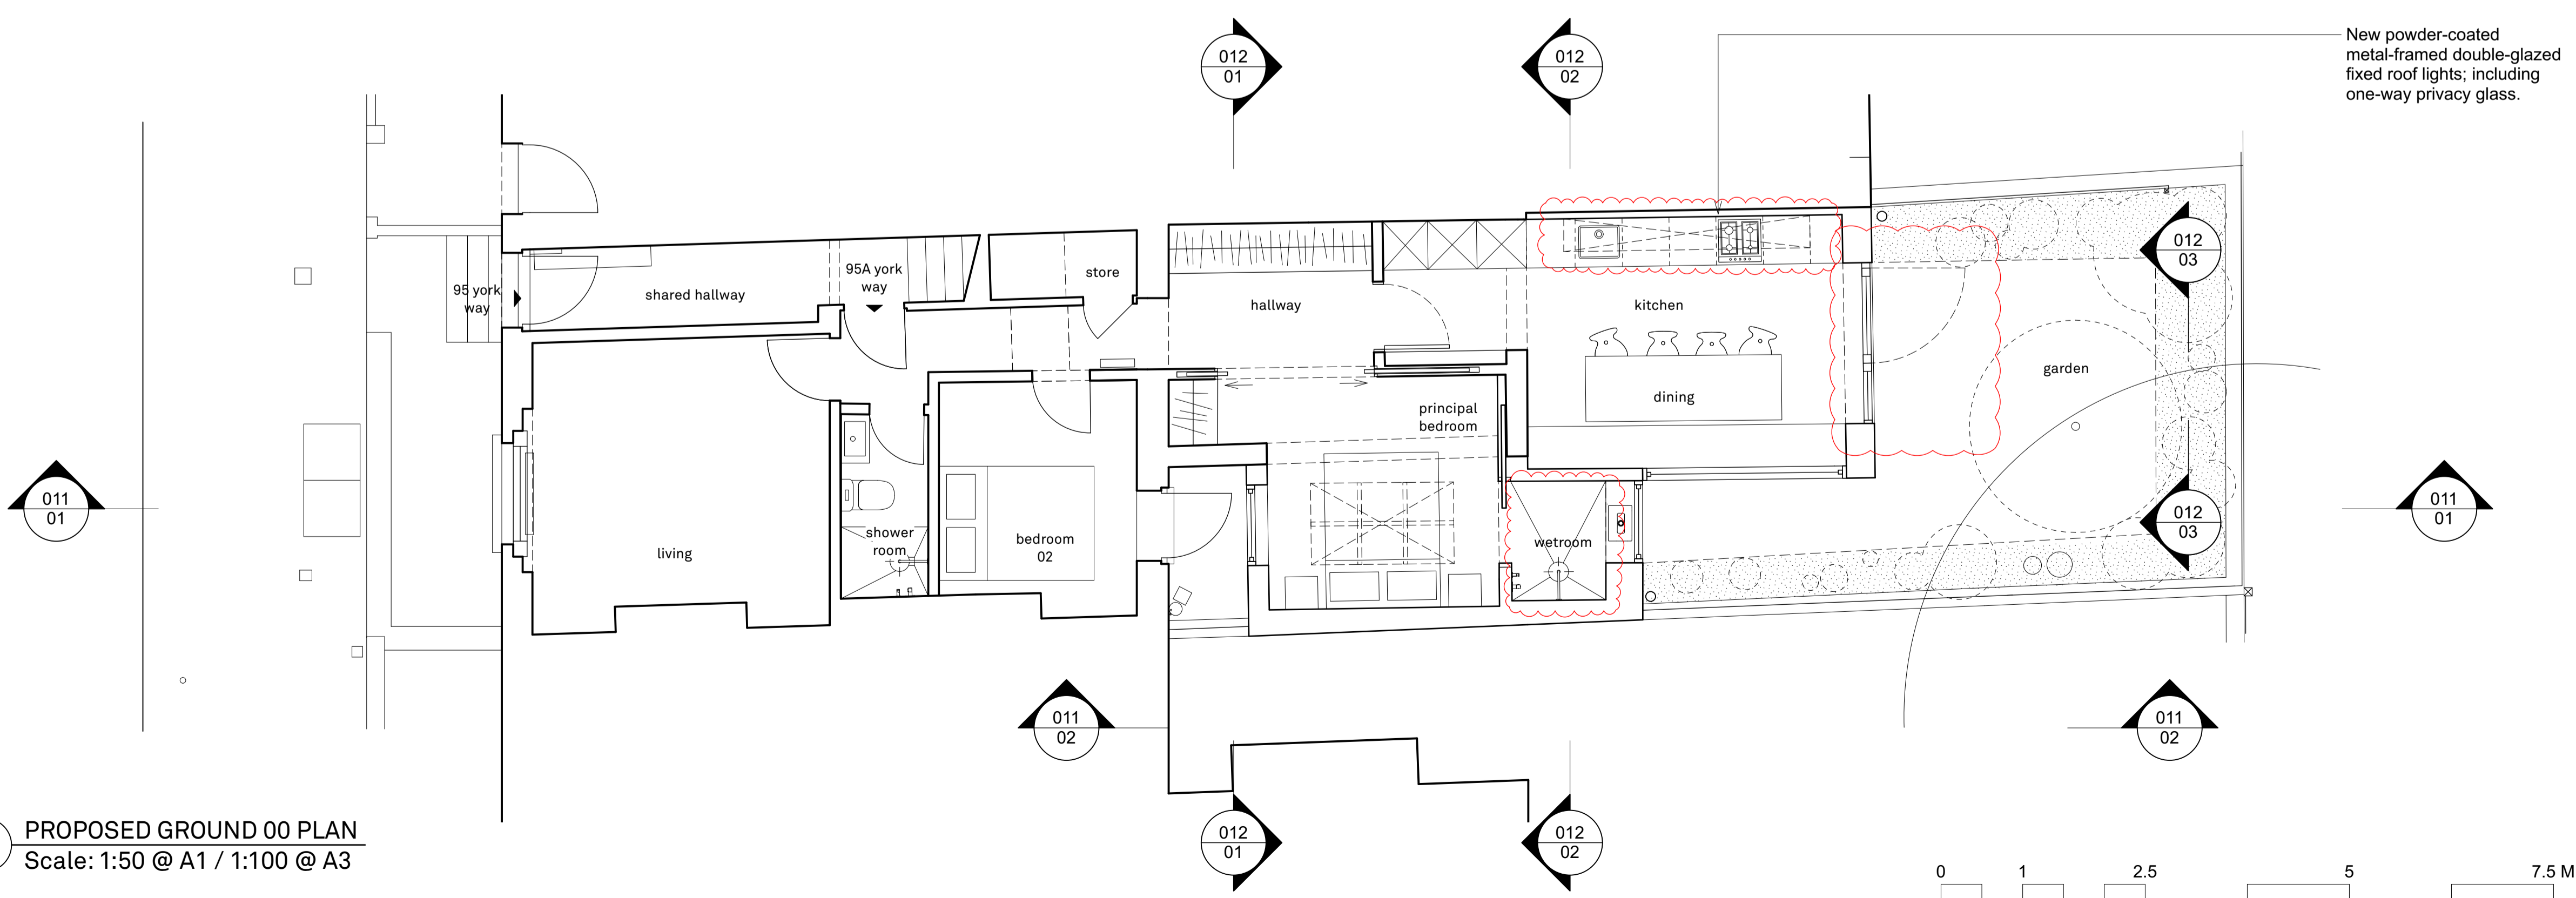 012
01
012
02
New powder-coated
metal-framed double-glazed
fixed roof lights; including
one-way privacy glass.
95 york
way
shared hallway
95A york
way
store
hallway
kitchen
dining
garden
012
03
principal
bedroom
011
01
living
shower
room
bedroom
02
wetroom
012
03
011
01
011
02
011
02
PROPOSED GROUND 00 PLAN
Scale: 1:50 @ A1 / 1:100 @ A3
012
01
012
02
0 1 2.5 5 7.5 M